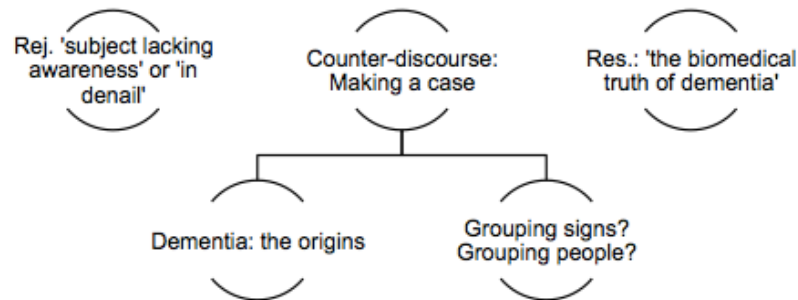 Rej. 'subject lacking
awareness' or 'in
denail'
Counter-discourse:
Making a case
Res.: 'the biomedical
truth of dementia'
Dementia: the origins
Grouping signs?
Grouping people?